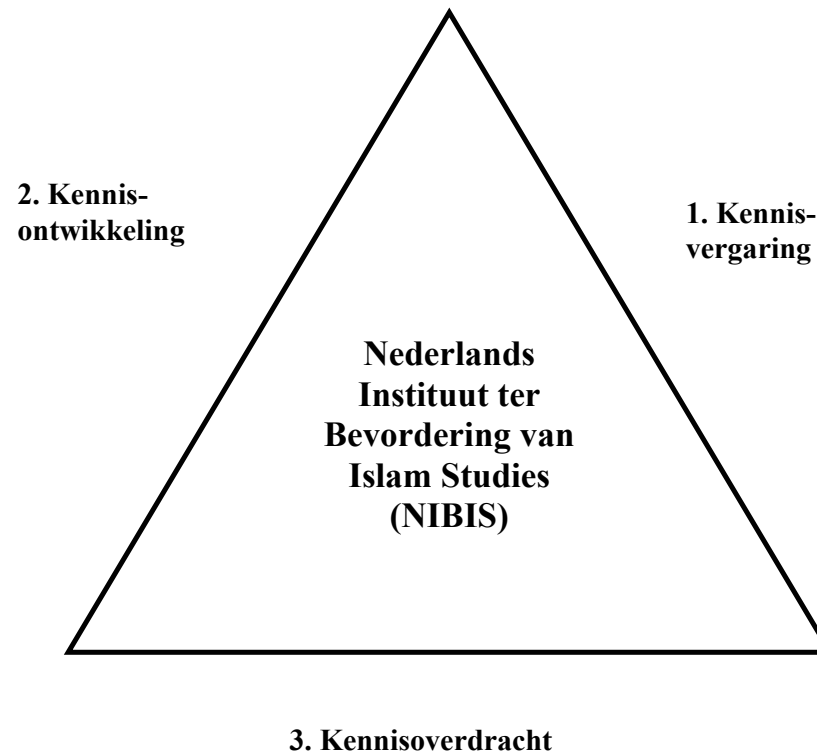 2. Kennis-
ontwikkeling
1. Kennis-
vergaring
Nederlands
Instituut ter
Bevordering van
Islam Studies
(NIBIS)
3. Kennisoverdracht